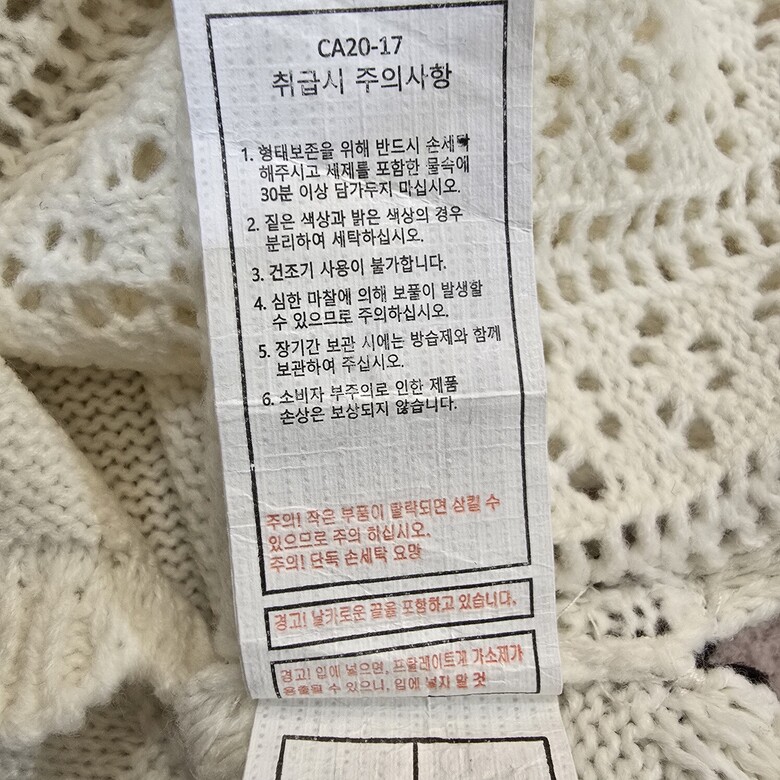 CA20-17
취급시 주의사항
1. 형태보존을 위해 반드시 손세탁
해주시고 세제를 포함한 물속에
30분 이상 담가두지 마십시오.
2. 짙은 색상과 밝은 색상의 경우
분리하여 세탁하십시오.
3. 건조기 사용이 불가합니다.
4. 심한 마찰에 의해 보풀이 발생할
수 있으므로 주의하십시오.
5. 장기간 보관 시에는 방습제와 함께
보관하여 주십시오.
6. 소비자 부주의로 인한 제품
손상은 보상되지 않습니다.
주의! 작은 부품이 탈락되면 삼킬 수
있으므로 주의 하십시오.
주의! 단독 손세탁 요망
경고! 날카로운 끝을 포함하고 있습니다.
경고! 입에 넣으면, 프탈레이트계 가소제가
용출될 수 있으니, 입에 넣지 말 것